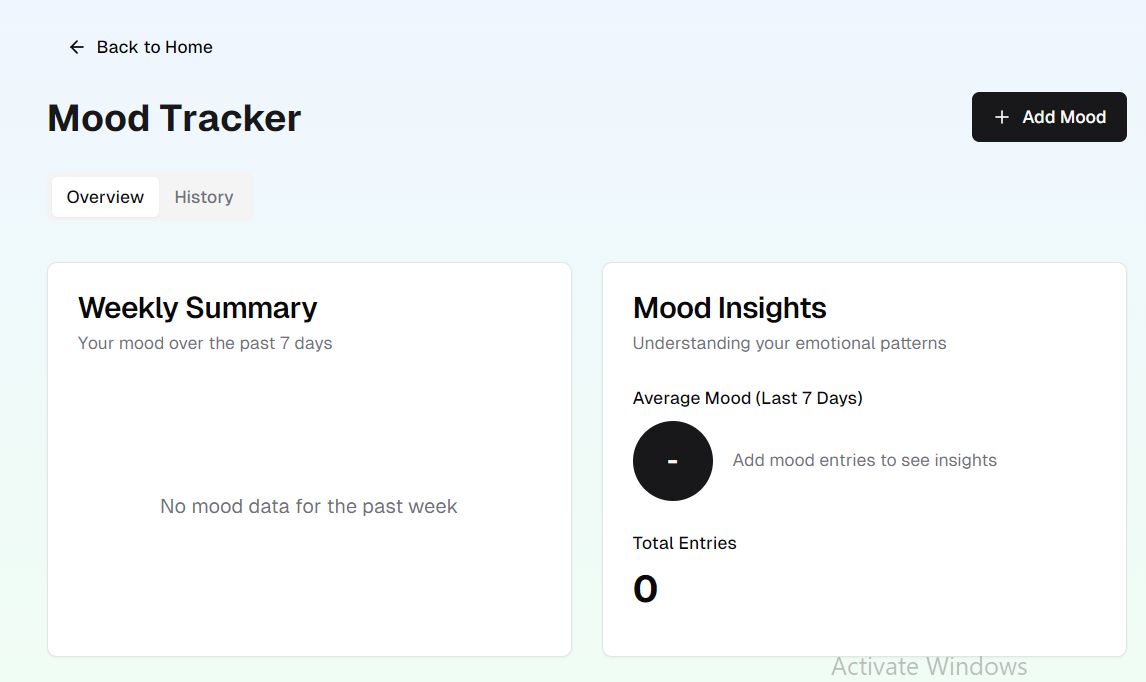 Back to Home
Mood Tracker
Add Mood
Overview
History
Weekly Summary
Your mood over the past 7 days
No mood data for the past week
Mood Insights
Understanding your emotional patterns
Average Mood (Last 7 Days)
-
Add mood entries to see insights
Total Entries
0
Activate Windows